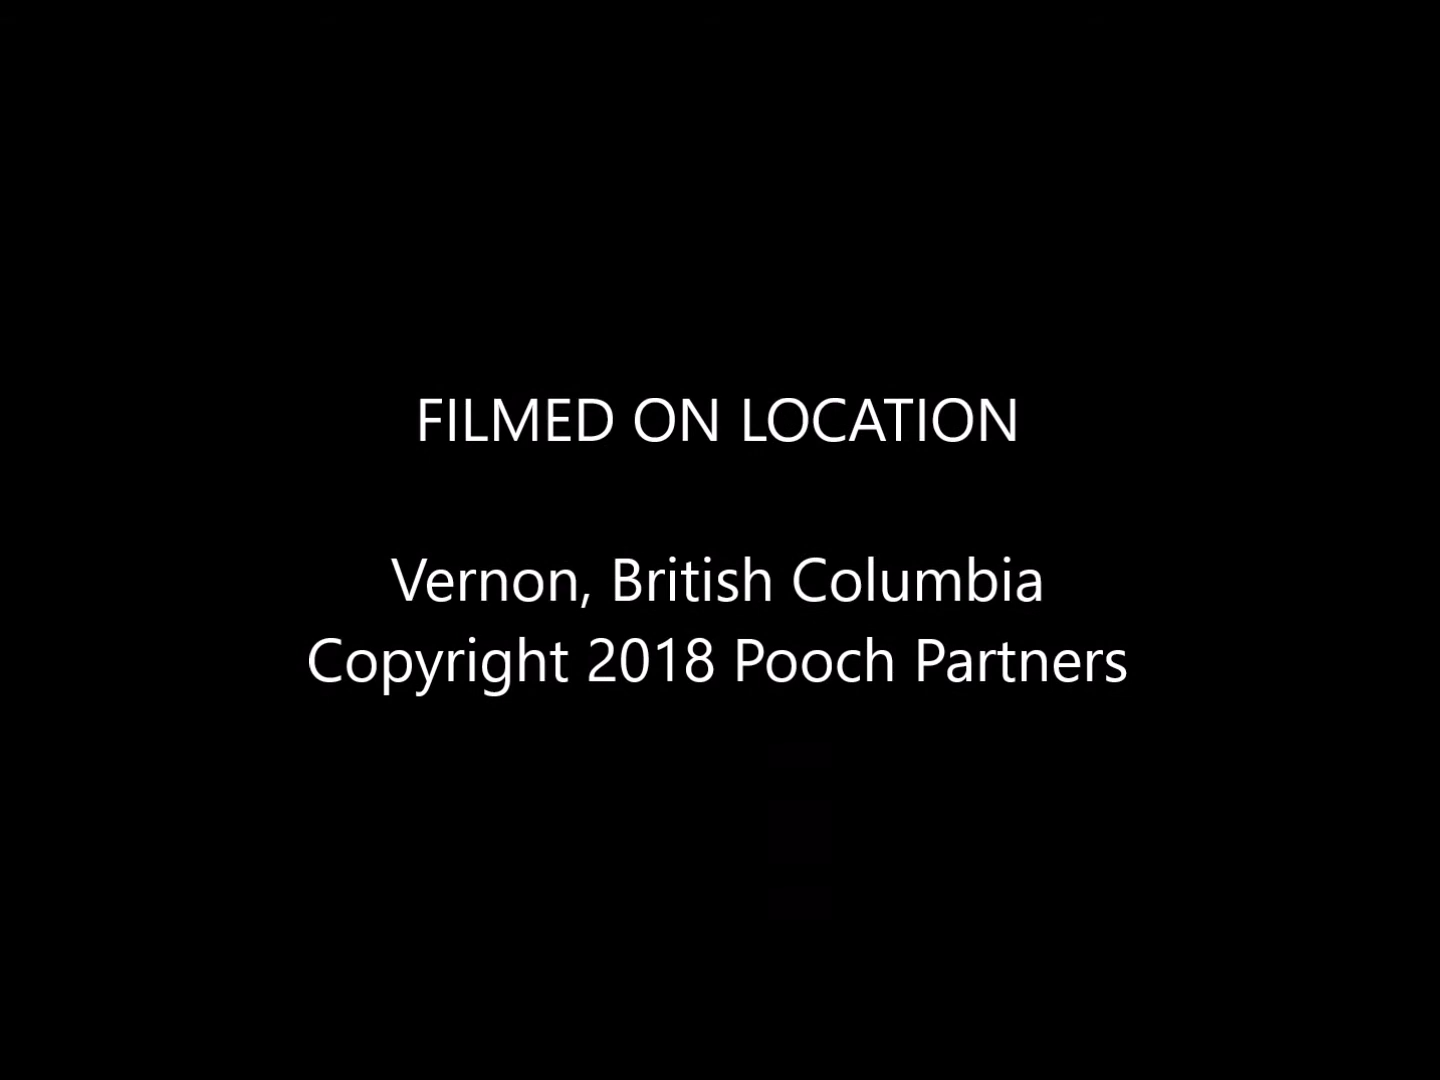 FILMED ON LOCATION
Vernon, British Columbia
Copyright 2018 Pooch Partners